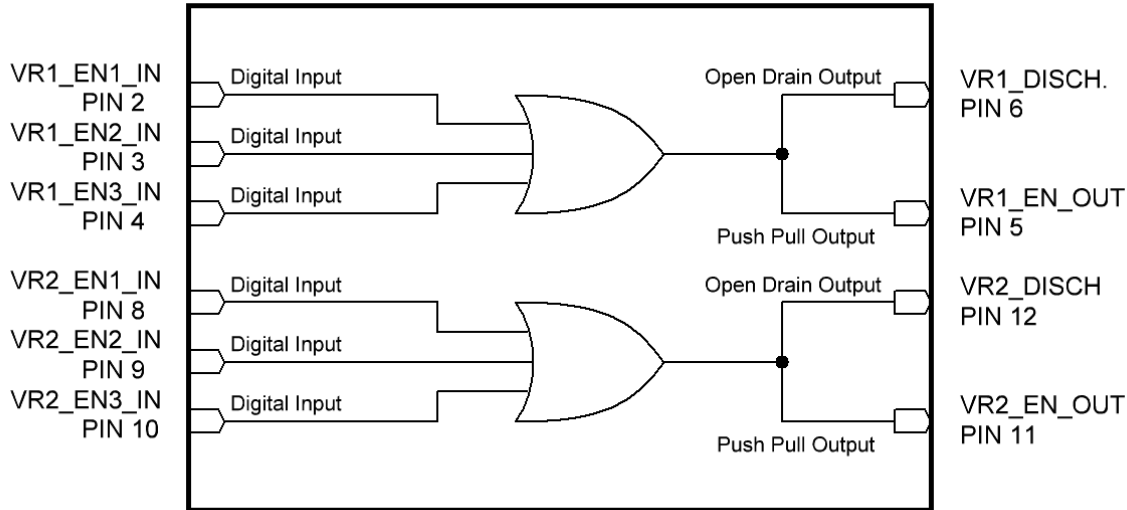 VR1_EN1_IN
PIN 2
Digital Input
VR1_EN2_IN
PIN 3
Digital Input
VR1_EN3_IN
PIN 4
Digital Input
Open Drain Output
VR1_DISCH.
PIN 6
VR1_EN_OUT
PIN 5
Push Pull Output
VR2_EN1_IN
PIN 8
Digital Input
VR2_EN2_IN
PIN 9
Digital Input
VR2_EN3_IN
PIN 10
Digital Input
Open Drain Output
VR2_DISCH
PIN 12
VR2_EN_OUT
PIN 11
Push Pull Output